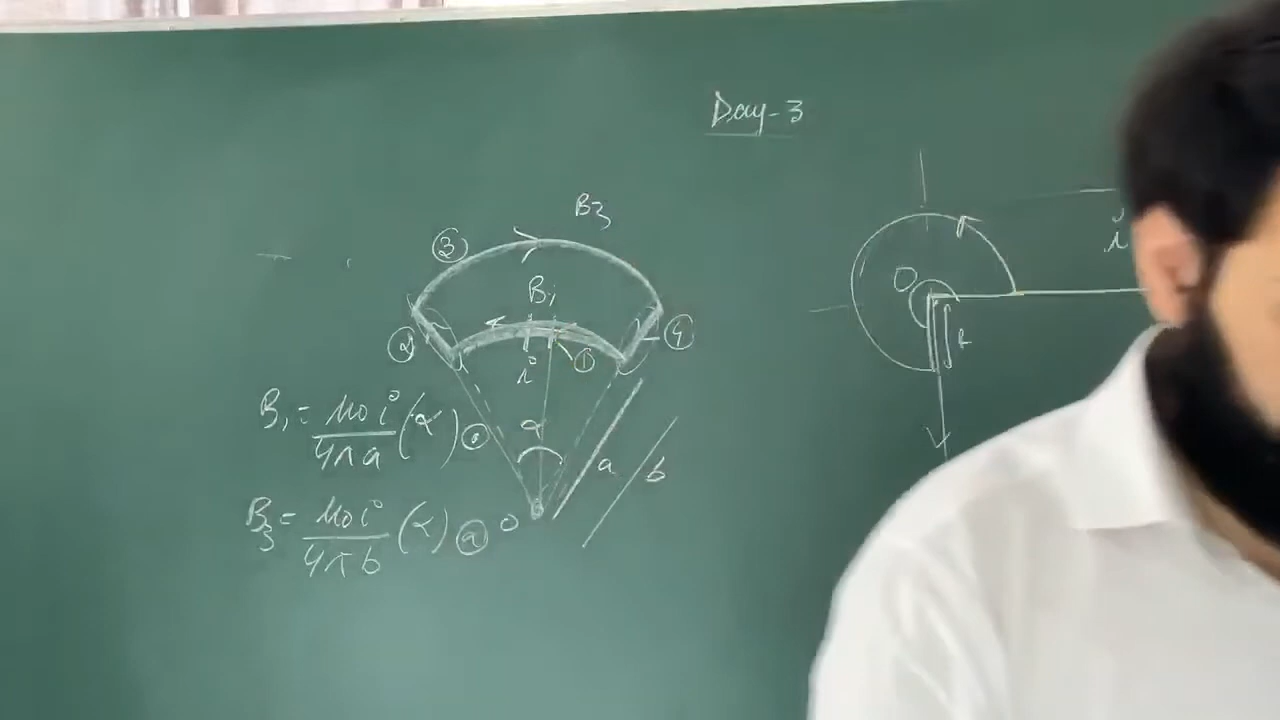 Day-3
B3
③
B1
i
①
②
④
α
a
b
O
B1 = μ0 i / 4πa (α) ⊙
B3 = μ0 i / 4πb (α) ⊗
O
i